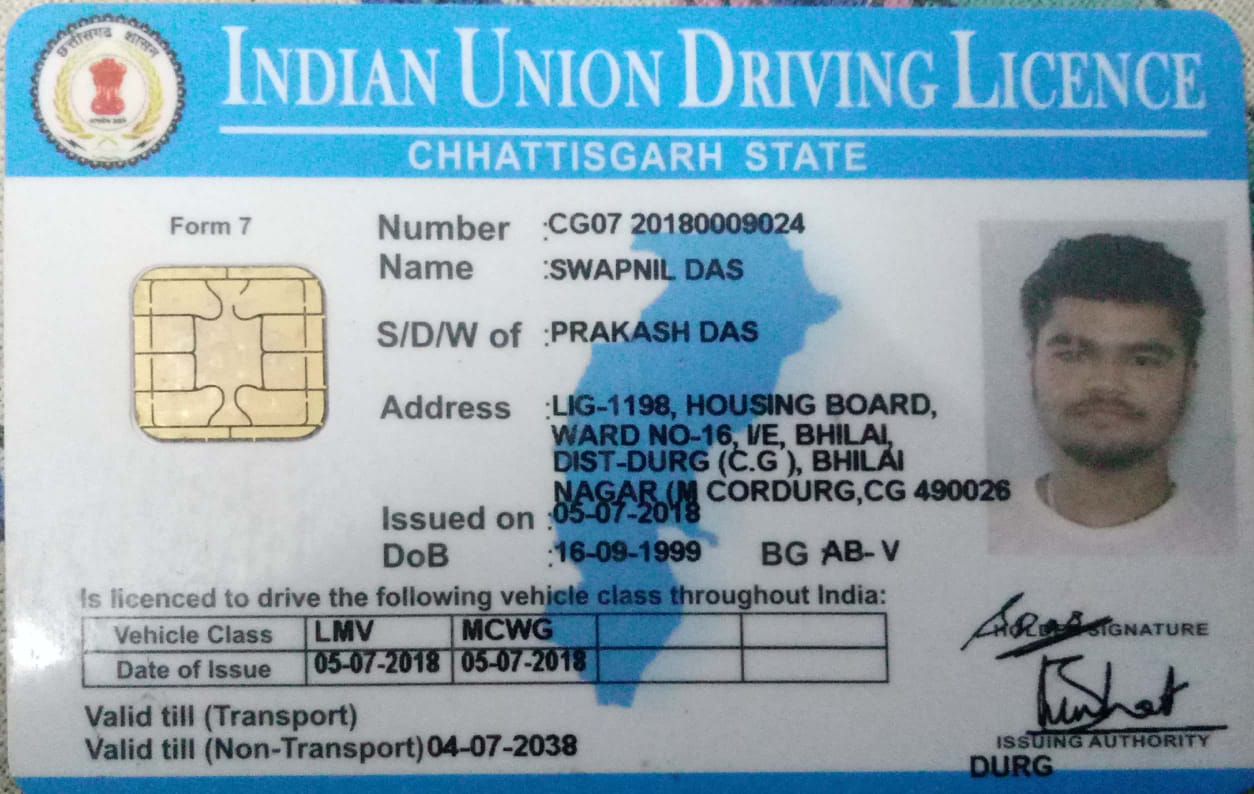 छत्तीसगढ़ शासन
INDIAN UNION DRIVING LICENCE
CHHATTISGARH STATE
Form 7
Number :CG07 20180009024
Name :SWAPNIL DAS
S/D/W of :PRAKASH DAS
Address :LIG-1198, HOUSING BOARD,
WARD NO-16, I/E, BHILAI,
DIST-DURG (C.G ), BHILAI
NAGAR (M CORDURG,CG 490026
Issued on :05-07-2018
DoB :16-09-1999 BG AB- V
Is licenced to drive the following vehicle class throughout India:
Vehicle Class LMV MCWG
Date of Issue 05-07-2018 05-07-2018
Valid till (Transport)
Valid till (Non-Transport) 04-07-2038
HOLDER SIGNATURE
ISSUING AUTHORITY
DURG